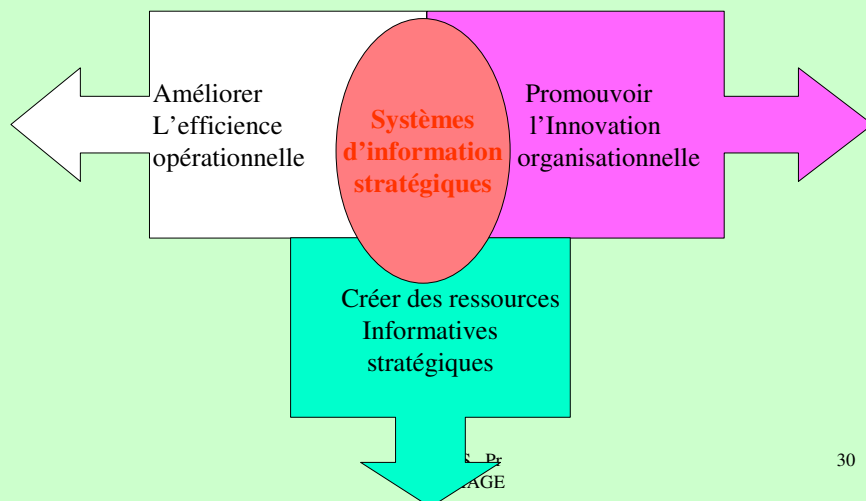 Améliorer
L'efficience
opérationnelle
Systèmes
d'information
stratégiques
Promouvoir
l'Innovation
organisationnelle
Créer des ressources
Informatives
stratégiques
30